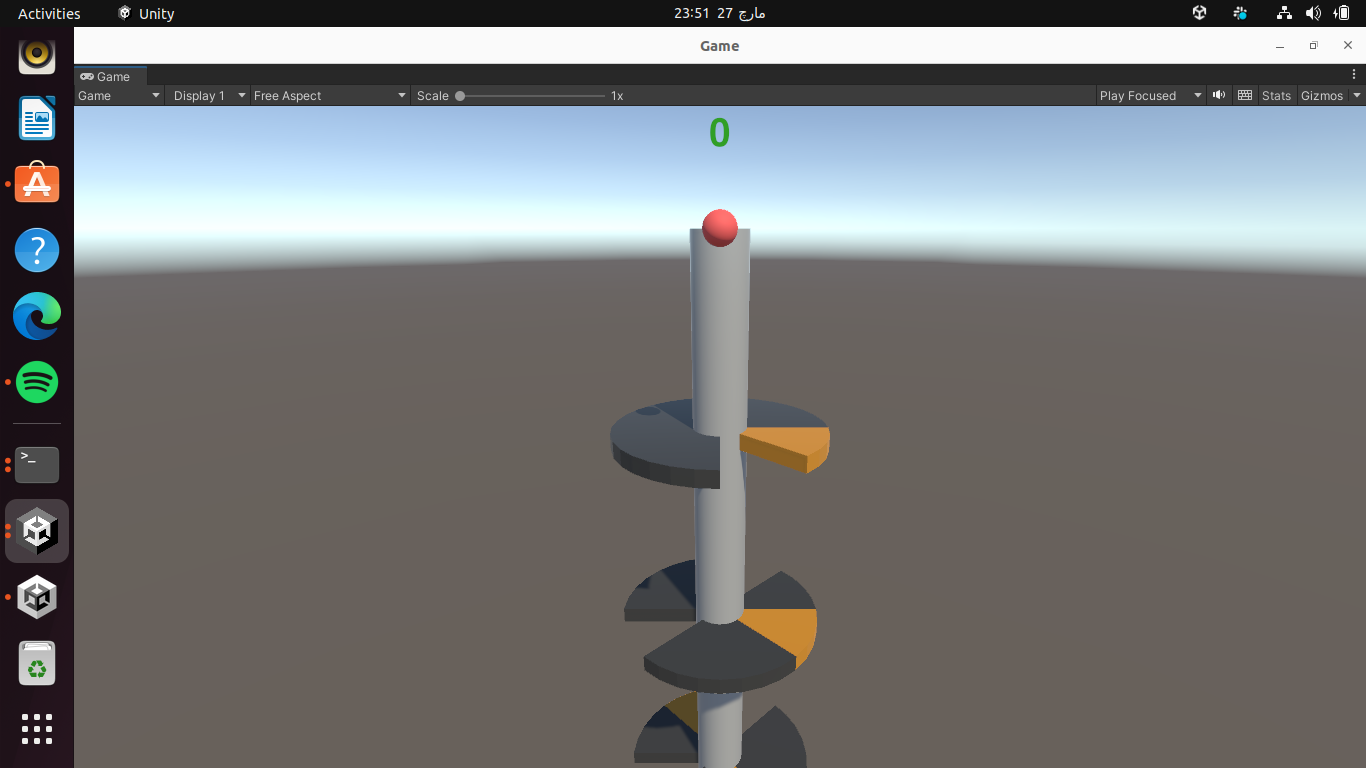 Activities
Unity
23:51 27 مارچ
Game
Game
Game
Display 1
Free Aspect
Scale
1x
Play Focused
Stats
Gizmos
0
?
>_